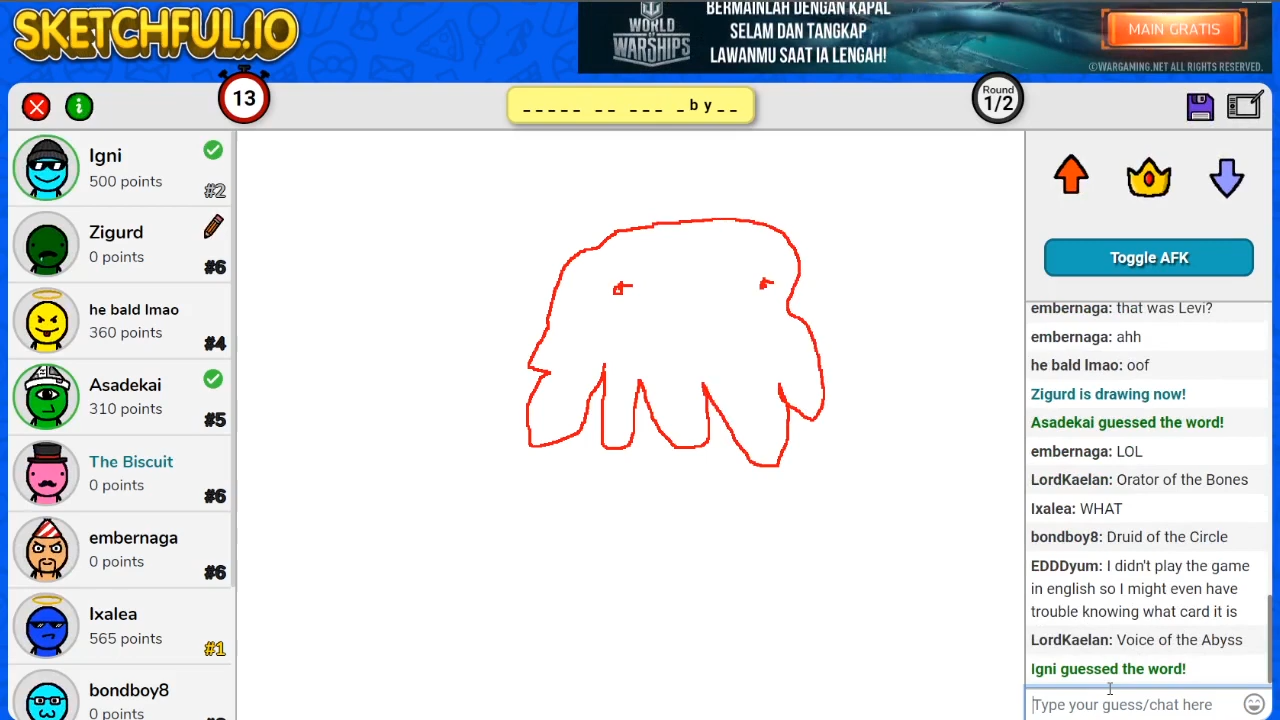 SKETCHFUL.IO
WORLD OF WARSHIPS
BERMAINLAH DENGAN KAPAL
SELAM DAN TANGKAP
LAWANMU SAAT IA LENGAH!
MAIN GRATIS
©WARGAMING.NET ALL RIGHTS RESERVED.
13
_ _ _ _ _ _ _ _ _ _ _ b y _ _
Round
1/2
Igni
500 points
#2
Zigurd
0 points
#6
he bald lmao
360 points
#4
Asadekai
310 points
#5
The Biscuit
0 points
#6
embernaga
0 points
#6
Ixalea
565 points
#1
bondboy8
0 points
Toggle AFK
embernaga: that was Levi?
embernaga: ahh
he bald lmao: oof
Zigurd is drawing now!
Asadekai guessed the word!
embernaga: LOL
LordKaelan: Orator of the Bones
Ixalea: WHAT
bondboy8: Druid of the Circle
EDDDyum: I didn't play the game
in english so I might even have
trouble knowing what card it is
LordKaelan: Voice of the Abyss
Igni guessed the word!
Type your guess/chat here